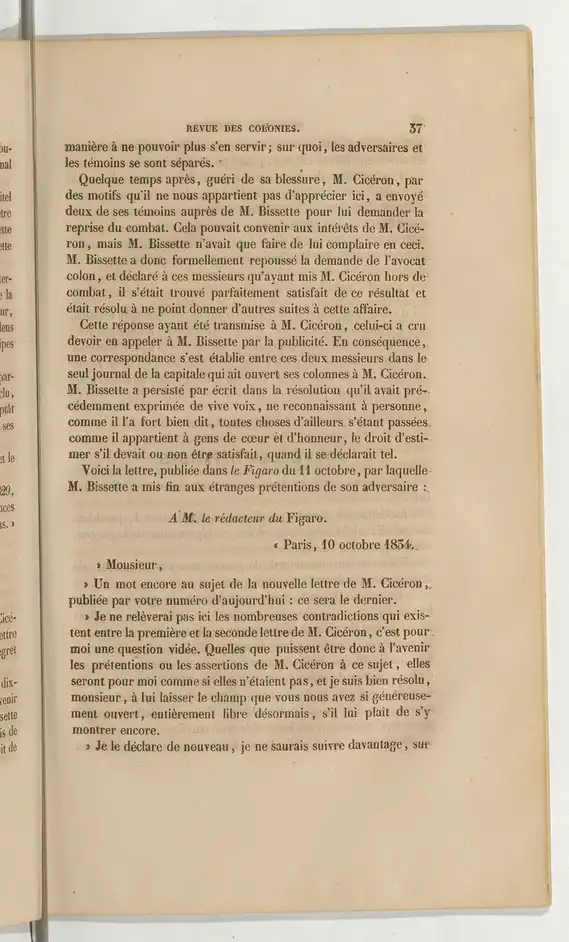 REVUE DES COLONIES. 37
manière à ne pouvoir plus s'en servir; sur quoi, les adversaires et
les témoins se sont séparés.
Quelque temps après, guéri de sa blessure, M. Cicéron, par
des motifs qu'il ne nous appartient pas d'apprécier ici, a envoyé
deux de ses témoins auprès de M. Bissette pour lui demander la
reprise du combat. Cela pouvait convenir aux intérêts de M. Cicé-
ron, mais M. Bissette n'avait que faire de lui complaire en ceci.
M. Bissette a donc formellement repoussé la demande de l'avocat
colon, et déclaré à ces messieurs qu'ayant mis M. Cicéron hors de
combat, il s'était trouvé parfaitement satisfait de ce résultat et
était résolu à ne point donner d'autres suites à cette affaire.
Cette réponse ayant été transmise à M. Cicéron, celui-ci a cru
devoir en appeler à M. Bissette par la publicité. En conséquence,
une correspondance s'est établie entre ces deux messieurs dans le
seul journal de la capitale qui ait ouvert ses colonnes à M. Cicéron.
M. Bissette a persisté par écrit dans la résolution qu'il avait pré-
cédemment exprimée de vive voix, ne reconnaissant à personne,
comme il l'a fort bien dit, toutes choses d'ailleurs s'étant passées
comme il appartient à gens de cœur et d'honneur, le droit d'esti-
mer s'il devait ou non être satisfait, quand il se déclarait tel.
Voici la lettre, publiée dans le Figaro du 11 octobre, par laquelle
M. Bissette a mis fin aux étranges prétentions de son adversaire :
A M. le rédacteur du Figaro.
« Paris, 10 octobre 1834.
» Monsieur,
» Un mot encore au sujet de la nouvelle lettre de M. Cicéron,
publiée par votre numéro d'aujourd'hui : ce sera le dernier.
» Je ne relèverai pas ici les nombreuses contradictions qui exis-
tent entre la première et la seconde lettre de M. Cicéron, c'est pour
moi une question vidée. Quelles que puissent être donc à l'avenir
les prétentions ou les assertions de M. Cicéron à ce sujet, elles
seront pour moi comme si elles n'étaient pas, et je suis bien résolu,
monsieur, à lui laisser le champ que vous nous avez si généreuse-
ment ouvert, entièrement libre désormais, s'il lui plaît de s'y
montrer encore.
» Je le déclare de nouveau, je ne saurais suivre davantage, sur